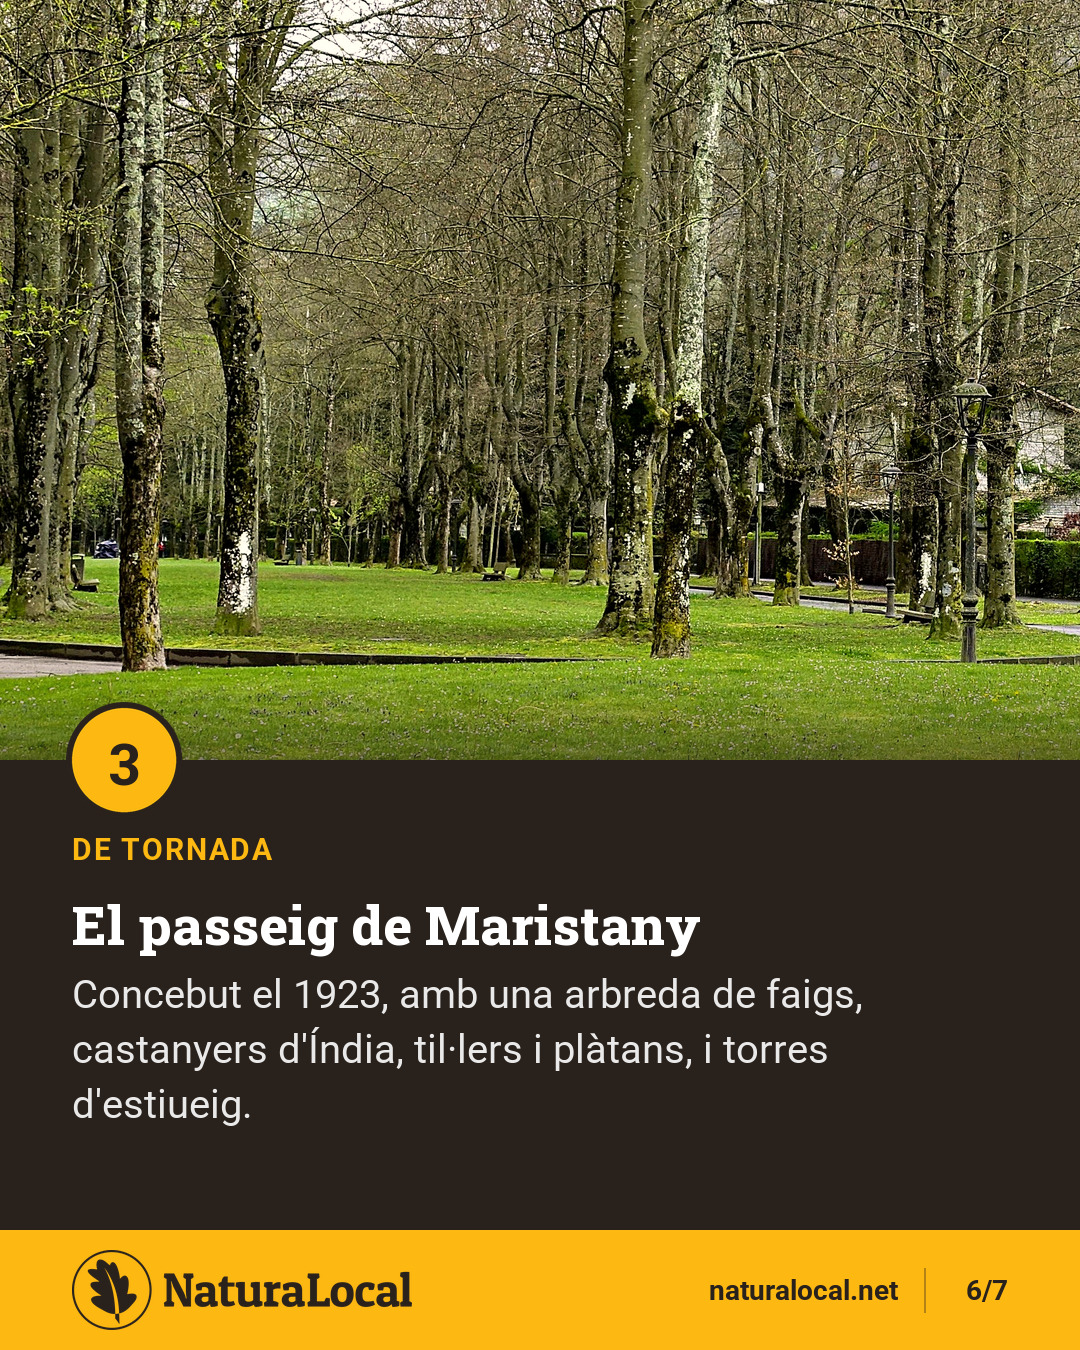 3
DE TORNADA
El passeig de Maristany
Concebut el 1923, amb una arbreda de faigs,
castanyers d'Índia, til·lers i plàtans, i torres
d'estiueig.
NaturaLocal
naturalocal.net
6/7